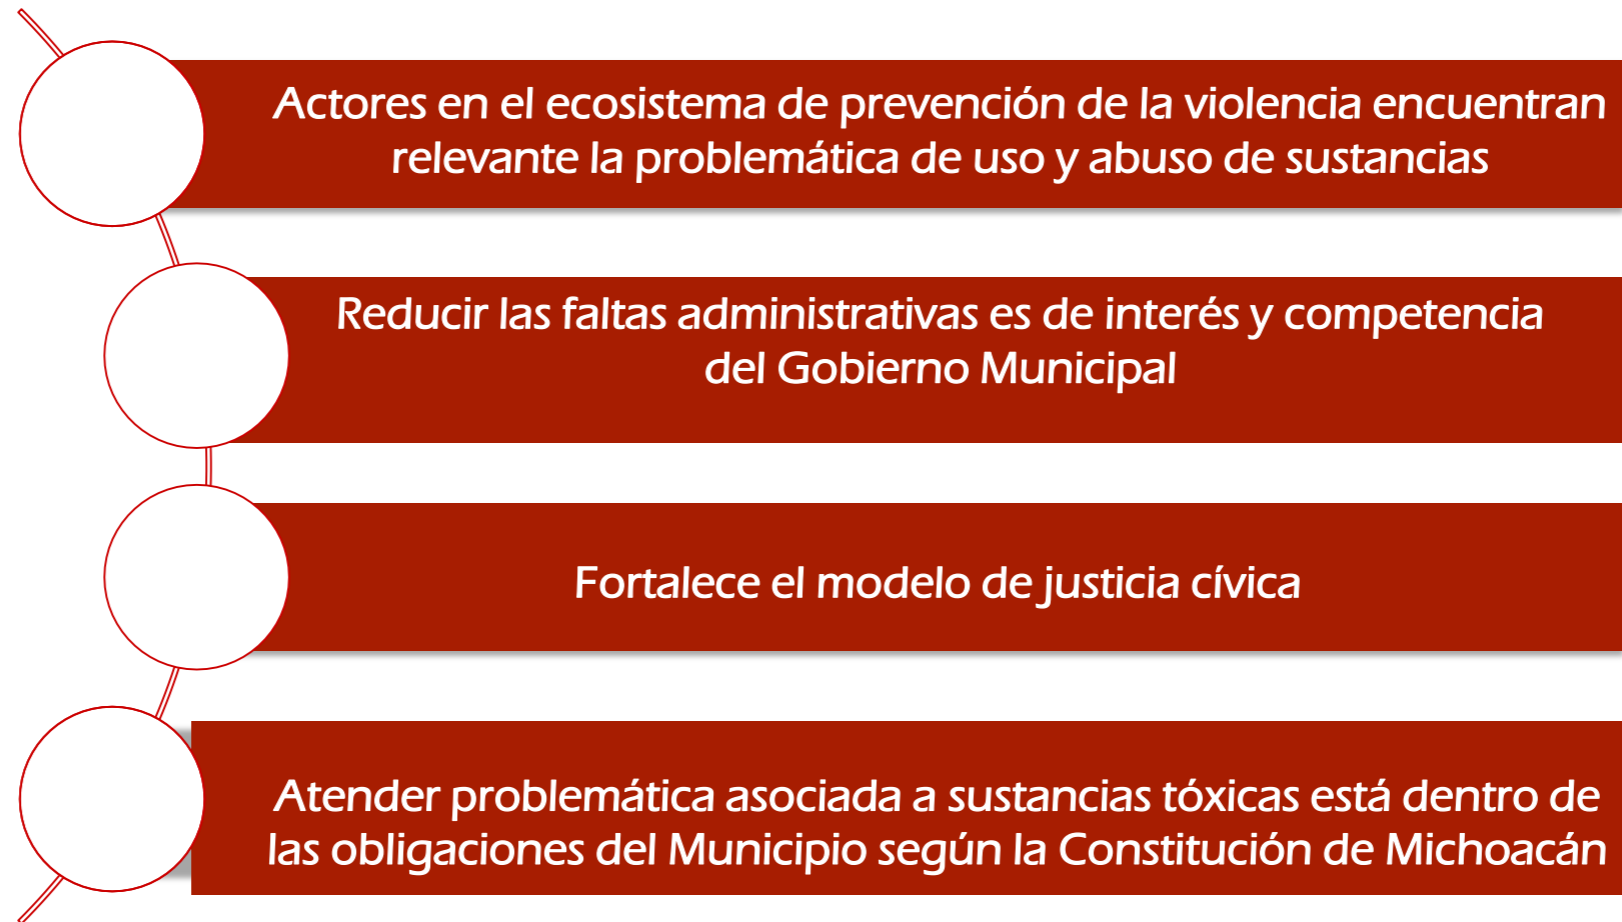 Actores en el ecosistema de prevención de la violencia encuentran
relevante la problemática de uso y abuso de sustancias
Reducir las faltas administrativas es de interés y competencia
del Gobierno Municipal
Fortalece el modelo de justicia cívica
Atender problemática asociada a sustancias tóxicas está dentro de
las obligaciones del Municipio según la Constitución de Michoacán